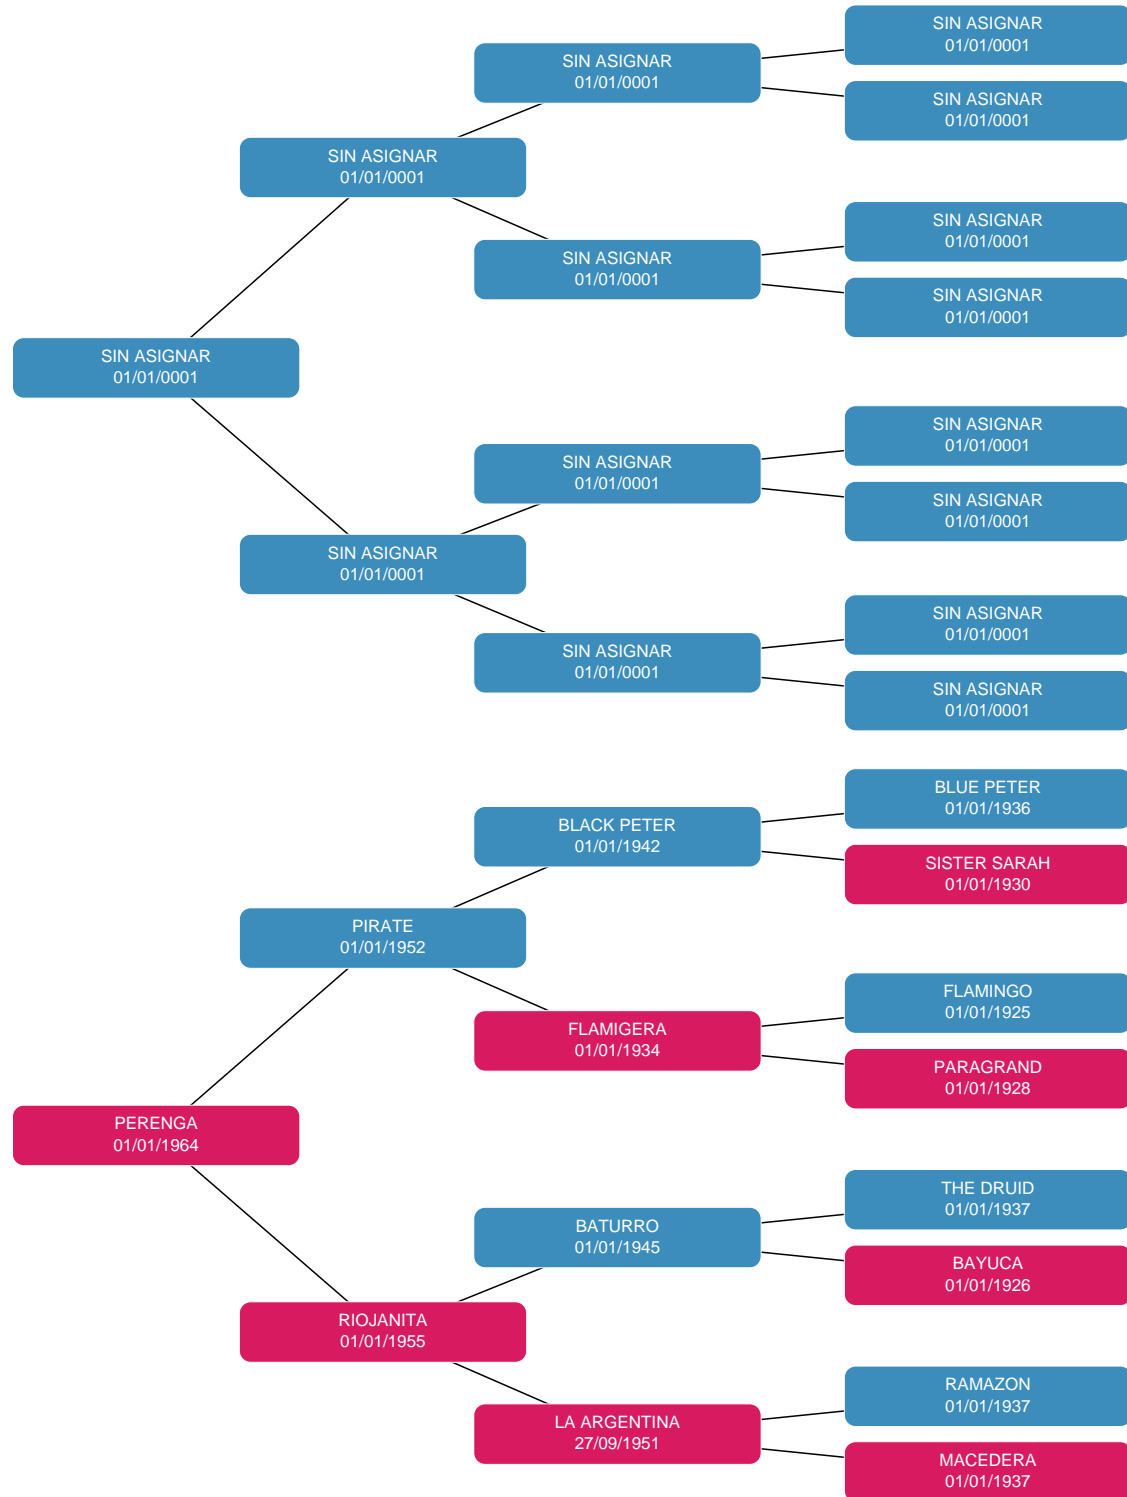 SIN ASIGNAR
01/01/0001
SIN ASIGNAR
01/01/0001
SIN ASIGNAR
01/01/0001
SIN ASIGNAR
01/01/0001
SIN ASIGNAR
01/01/0001
SIN ASIGNAR
01/01/0001
SIN ASIGNAR
01/01/0001
SIN ASIGNAR
01/01/0001
SIN ASIGNAR
01/01/0001
SIN ASIGNAR
01/01/0001
SIN ASIGNAR
01/01/0001
SIN ASIGNAR
01/01/0001
SIN ASIGNAR
01/01/0001
SIN ASIGNAR
01/01/0001
SIN ASIGNAR
01/01/0001
BLUE PETER
01/01/1936
BLACK PETER
01/01/1942
SISTER SARAH
01/01/1930
PIRATE
01/01/1952
FLAMINGO
01/01/1925
FLAMIGERA
01/01/1934
PARAGRAND
01/01/1928
PERENGA
01/01/1964
THE DRUID
01/01/1937
BATURRO
01/01/1945
BAYUCA
01/01/1926
RIOJANITA
01/01/1955
RAMAZON
01/01/1937
LA ARGENTINA
27/09/1951
MACEDERA
01/01/1937